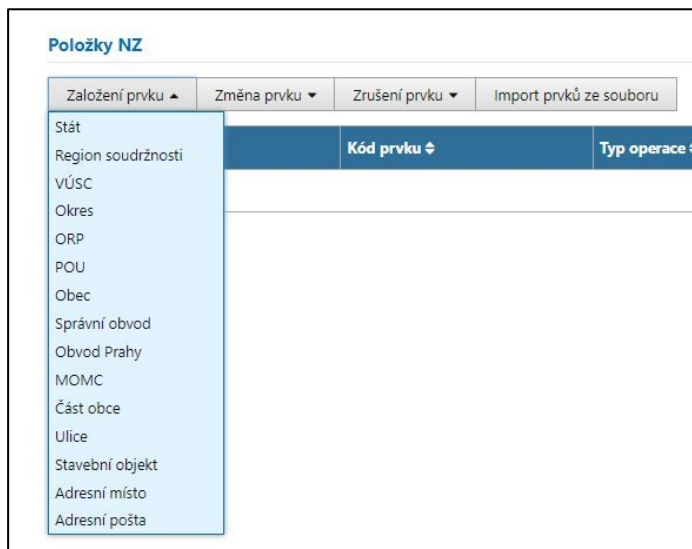 Položky NZ
Založení prvku Změna prvku Zrušení prvku Import prvků ze souboru
Kód prvku Typ operace
Stát
Region soudržnosti
VÚSC
Okres
ORP
POU
Obec
Správní obvod
Obvod Prahy
MOMC
Část obce
Ulice
Stavební objekt
Adresní místo
Adresní pošta